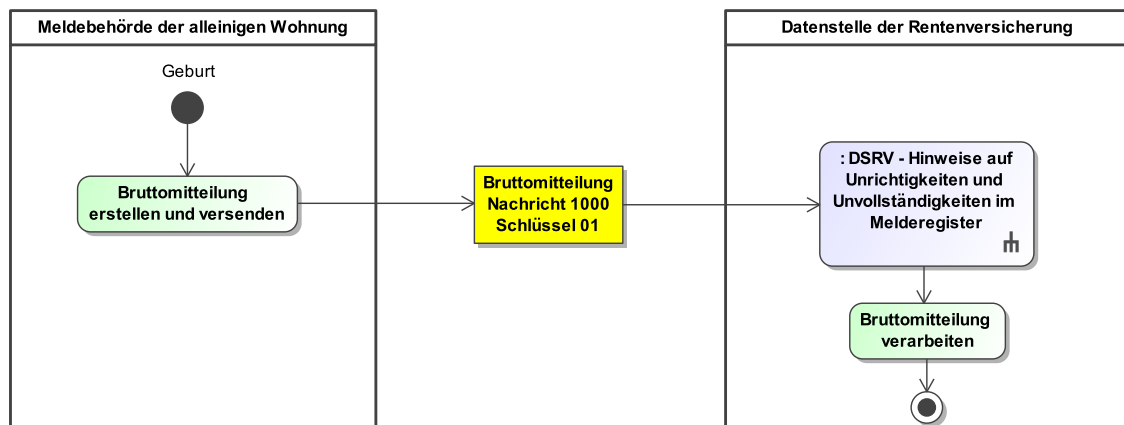 Meldebehörde der alleinigen Wohnung
Geburt
Bruttomitteilung
erstellen und versenden
Bruttomitteilung
Nachricht 1000
Schlüssel 01
Datenstelle der Rentenversicherung
: DSRV - Hinweise auf
Unrichtigkeiten und
Unvollständigkeiten im
Melderegister
Bruttomitteilung
verarbeiten